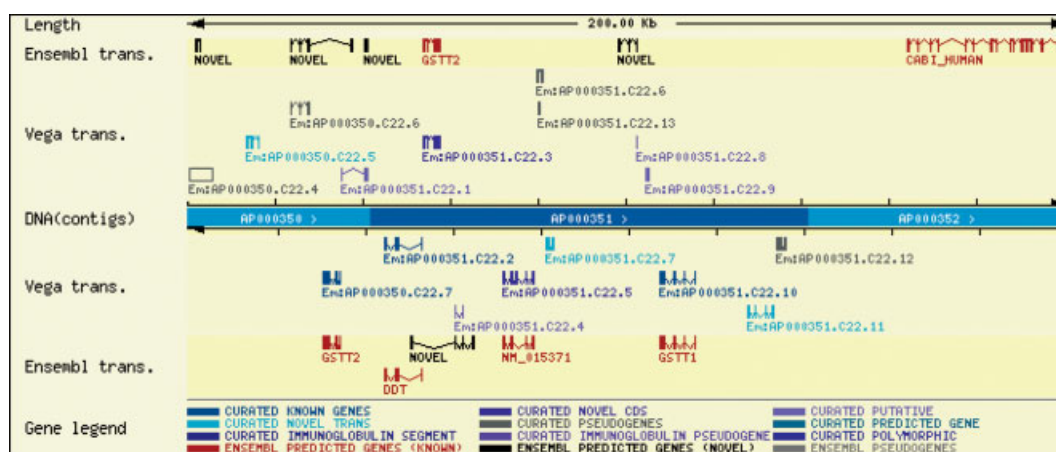 Length 200.00 Kb
Ensembl trans.
NOVEL NOVEL NOVEL GSTT2 NOVEL CABI_HUMAN
Em:AP000351.C22.6
Em:AP000350.C22.6 Em:AP000351.C22.13
Vega trans.
Em:AP000350.C22.5 Em:AP000351.C22.3 Em:AP000351.C22.8
Em:AP000350.C22.4 Em:AP000351.C22.1 Em:AP000351.C22.9
DNA(contigs) AP000350 > AP000351 > AP000352 >
Em:AP000351.C22.2 Em:AP000351.C22.7 Em:AP000351.C22.12
Vega trans.
Em:AP000350.C22.7 Em:AP000351.C22.5 Em:AP000351.C22.10
Em:AP000351.C22.4 Em:AP000351.C22.11
Ensembl trans.
GSTT2 NOVEL NM_015371 GSTT1
DDT
Gene legend
CURATED KNOWN GENES CURATED NOVEL CDS CURATED PUTATIVE
CURATED NOVEL TRANS CURATED PSEUDOGENES CURATED PREDICTED GENE
CURATED IMMUNOGLOBULIN SEGMENT CURATED IMMUNOGLOBULIN PSEUDOGENE CURATED POLYMORPHIC
ENSEMBL PREDICTED GENES (KNOWN) ENSEMBL PREDICTED GENES (NOVEL) ENSEMBL PSEUDOGENES